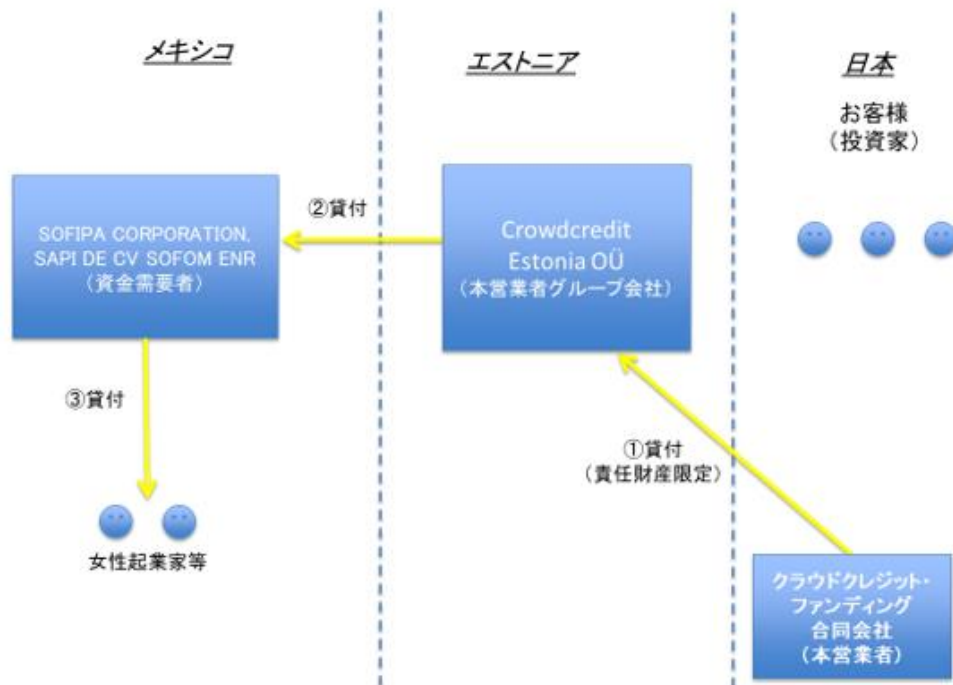 メキシコ
エストニア
日本
お客様
（投資家）
SOFIPA CORPORATION,
SAPI DE CV SOFOM ENR
（資金需要者）
②貸付
Crowdcredit
Estonia OÜ
（本営業者グループ会社）
③貸付
①貸付
（責任財産限定）
女性起業家等
クラウドクレジット・
ファンディング
合同会社
（本営業者）